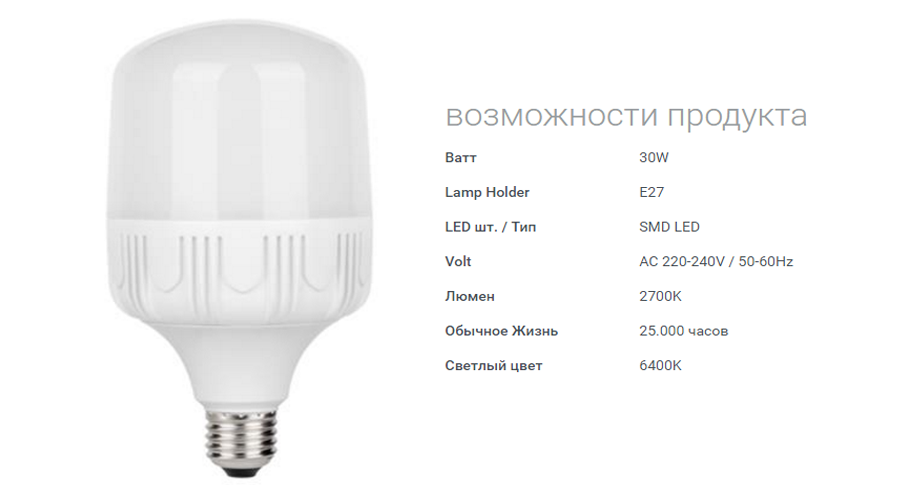 возможности продукта
Ватт 30W
Lamp Holder E27
LED шт. / Тип SMD LED
Volt AC 220-240V / 50-60Hz
Люмен 2700K
Обычное Жизнь 25.000 часов
Светлый цвет 6400K